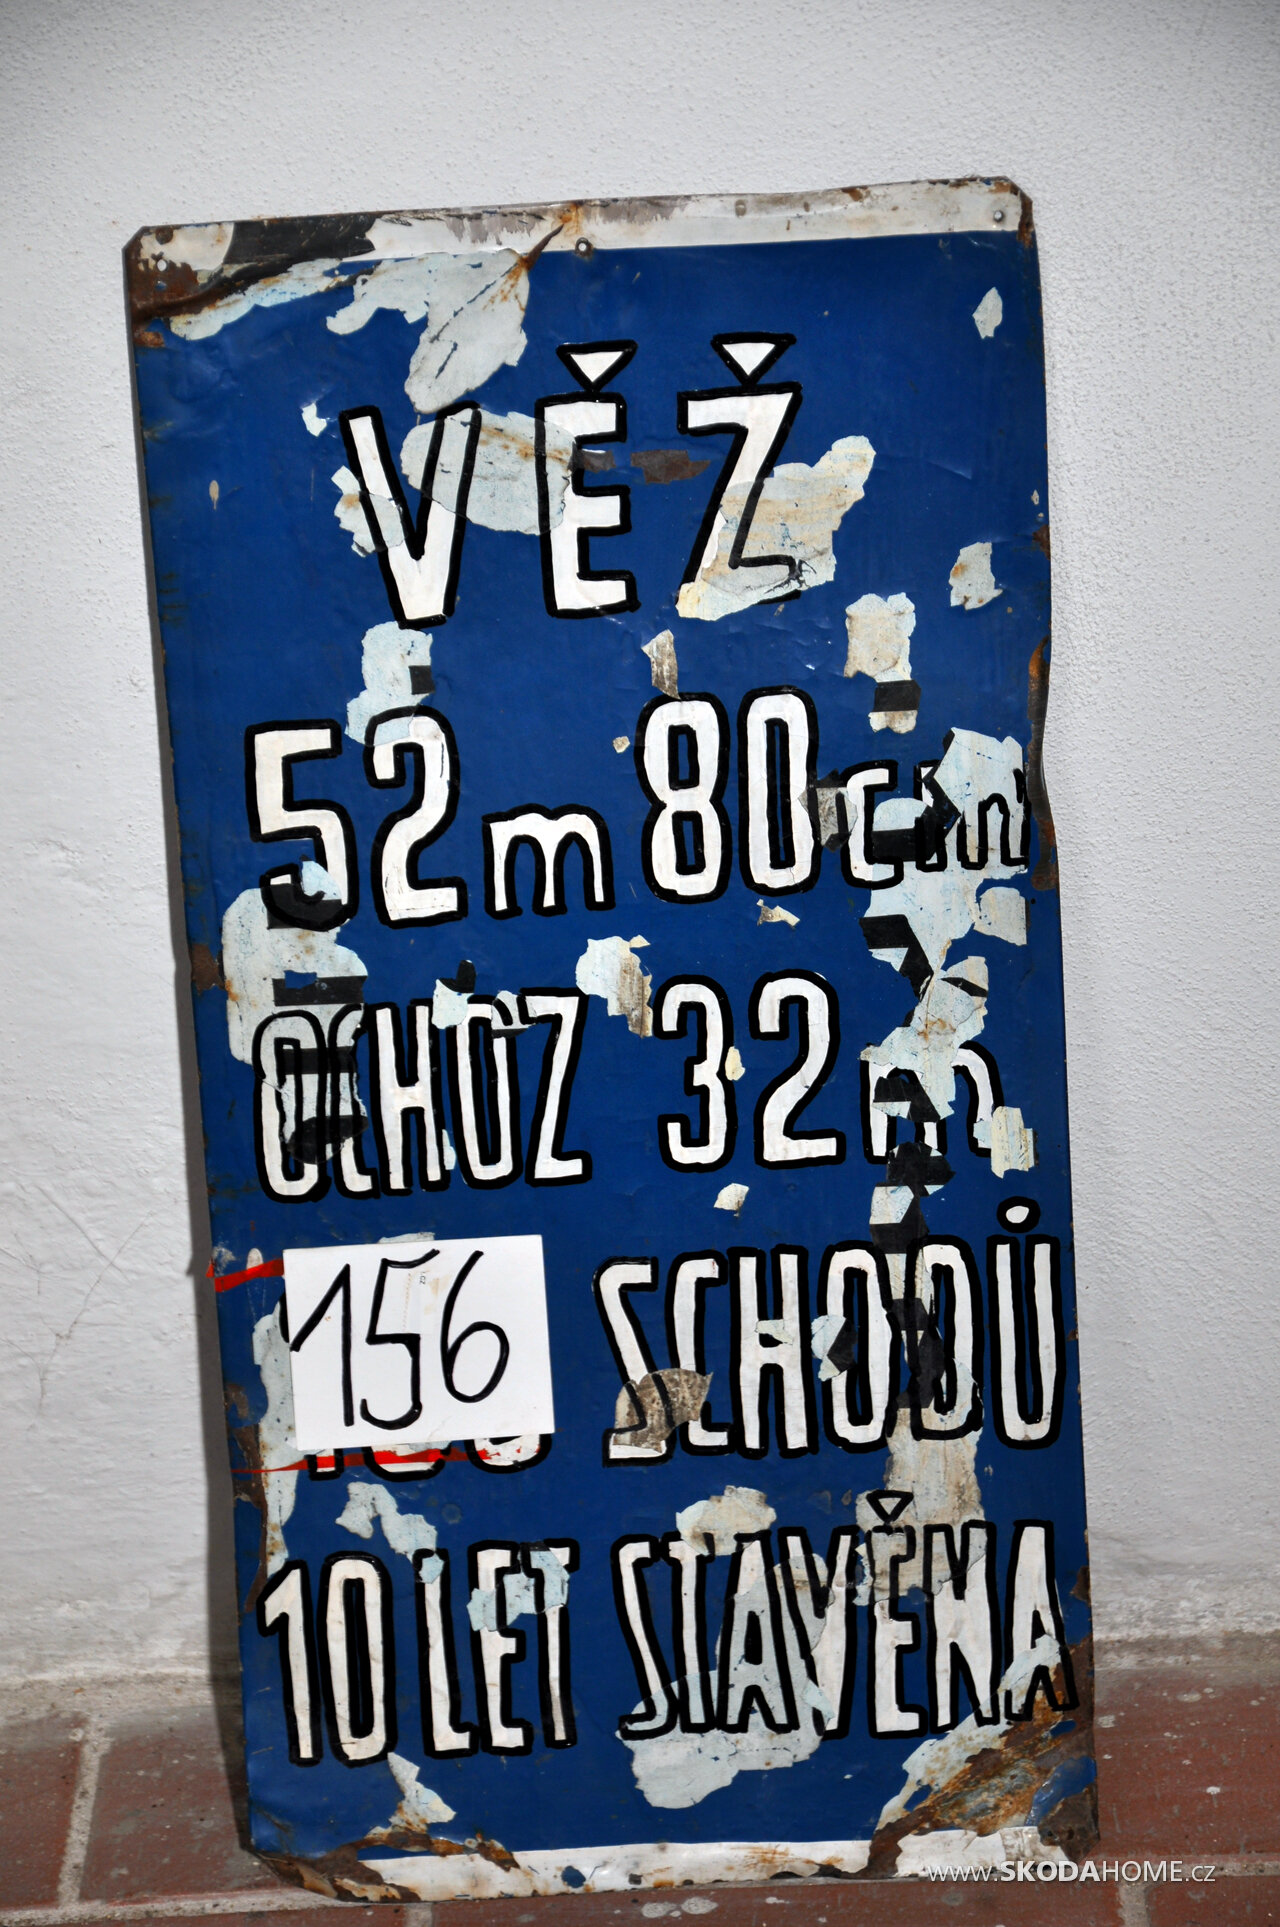 VĚŽ
52m 80cm
OCHOZ 32m
156 SCHODŮ
10 LET STAVĚNA
www.SKODAHOME.cz